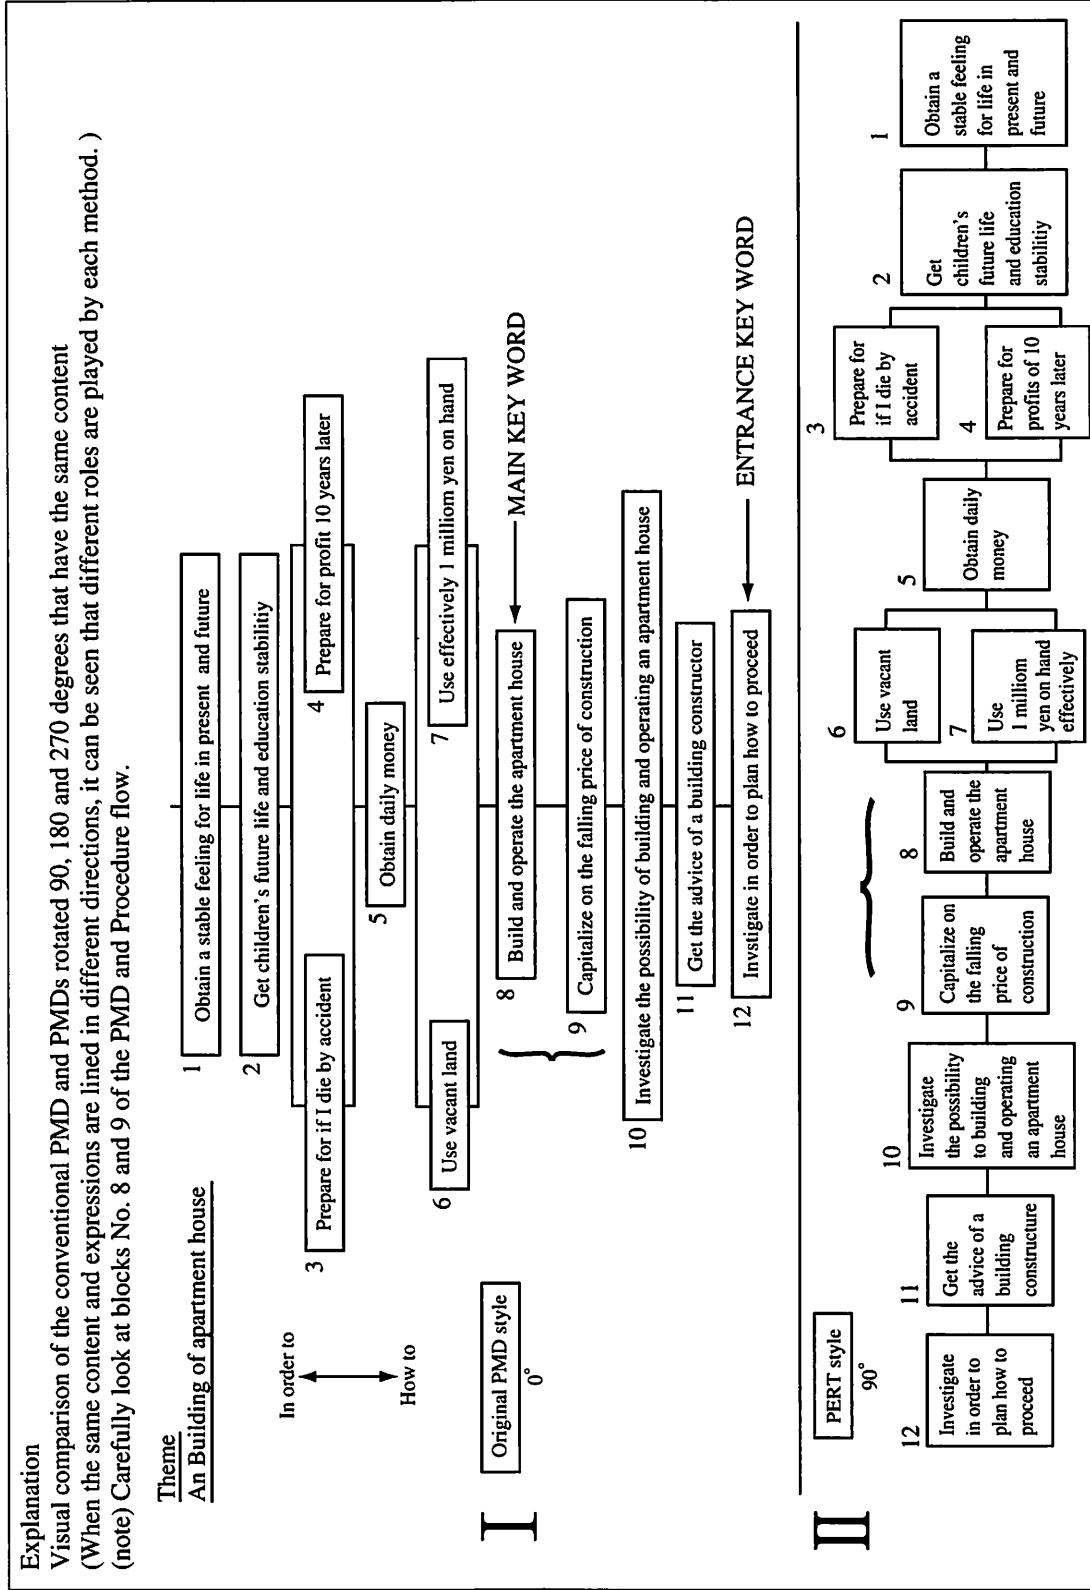 Explanation
Visual comparison of the conventional PMD and PMDs rotated 90, 180 and 270 degrees that have the same content
(When the same content and expressions are lined in different directions, it can be seen that different roles are played by each method. )
(note) Carefully look at blocks No. 8 and 9 of the PMD and Procedure flow.
Theme
An Building of apartment house
In order to
How to
I
Original PMD style
0°
1
Obtain a stable feeling for life in present and future
2
Get children's future life and education stabilitiy
3
Prepare for if I die by accident
4
Prepare for profit 10 years later
5
Obtain daily money
6
Use vacant land
7
Use effectively 1 milliom yen on hand
8
Build and operate the apartment house
MAIN KEY WORD
9
Capitalize on the falling price of construction
10
Investigate the possibility of building and operating an apartment house
11
Get the advice of a building constructor
12
Invstigate in order to plan how to proceed
ENTRANCE KEY WORD
II
PERT style
90°
12
Investigate
in order to
plan how to
proceed
11
Get the
advice of a
building
constructure
10
Investigate
the possibility
to building
and operating
an apartment
house
9
Capitalize on
the falling
price of
construction
8
Build and
operate the
apartment
house
6
Use vacant
land
7
Use
1 milliom
yen on hand
effectively
5
Obtain daily
money
3
Prepare for
if I die by
accident
4
Prepare for
profits of 10
years later
2
Get
children's
future life
and education
stabilitiy
1
Obtain a
stable feeling
for life in
present and
future